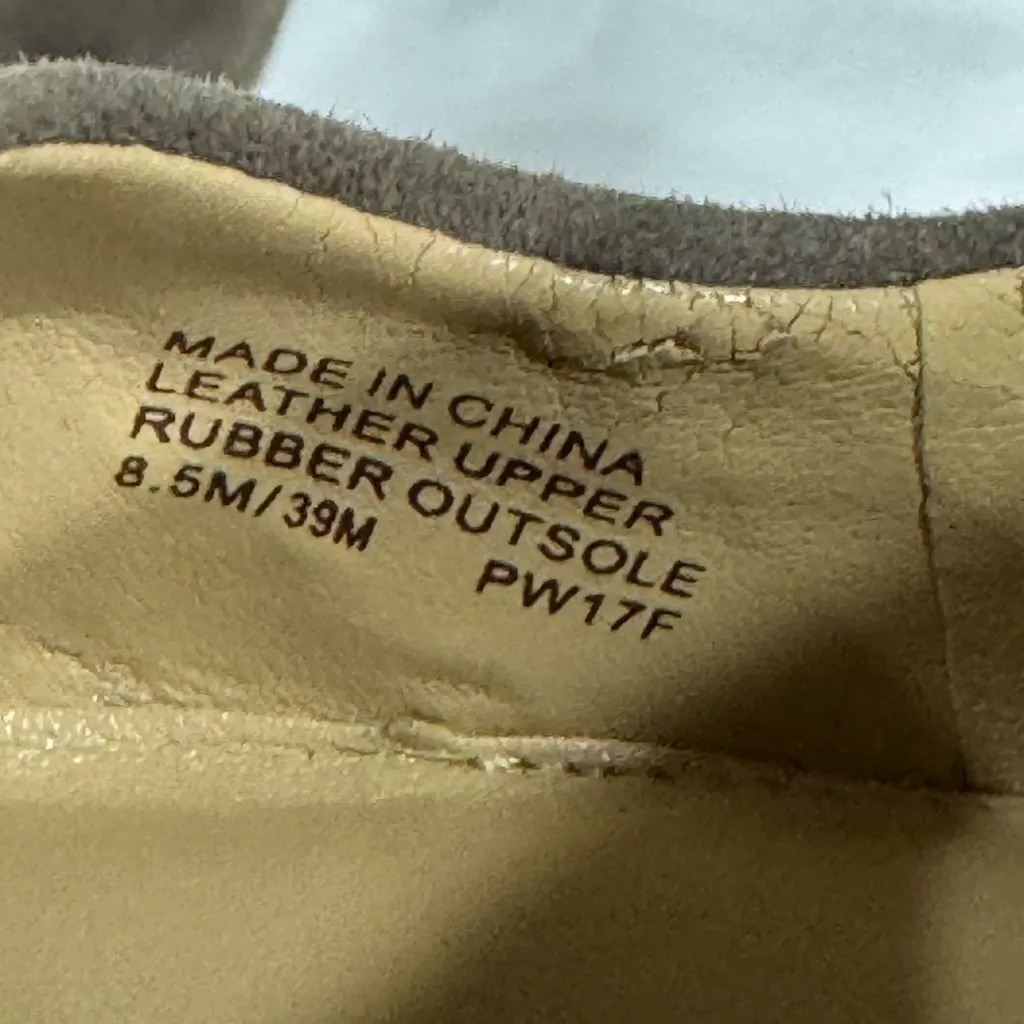 MADE IN CHINA
LEATHER UPPER
RUBBER OUTSOLE
8.5M/39M PW17F